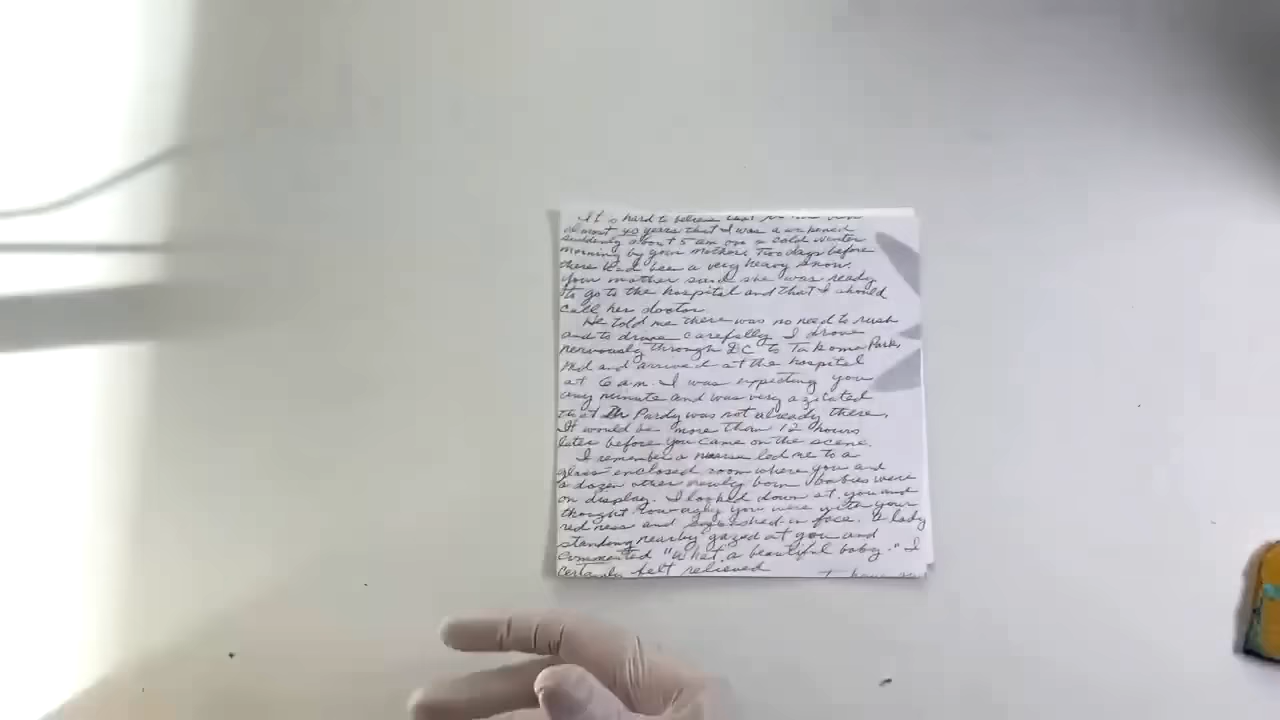 It is hard to believe that
almost 40 years that I was awakened
suddenly about 5 am on a cold winter
morning by your mother. Two days before
there had been a very heavy snow.
Your mother said she was ready
to go to the hospital and that I should
call her doctor.
He told me there was no need to rush
and to drive carefully. I drove
nervously through DC to Takoma Park,
Md and arrived at the hospital
at 6 a.m. I was expecting you
any minute and was very agitated
that Dr Pardy was not already there.
It would be more than 12 hours
later before you came on the scene.
I remember a nurse led me to a
glass-enclosed room where you and
a dozen other newly born babies were
on display. I looked down at you and
thought how ugly you were with your
red ness and face. A lady
standing nearby gazed at you and
commented "What a beautiful baby." I
certainly felt relieved
I have